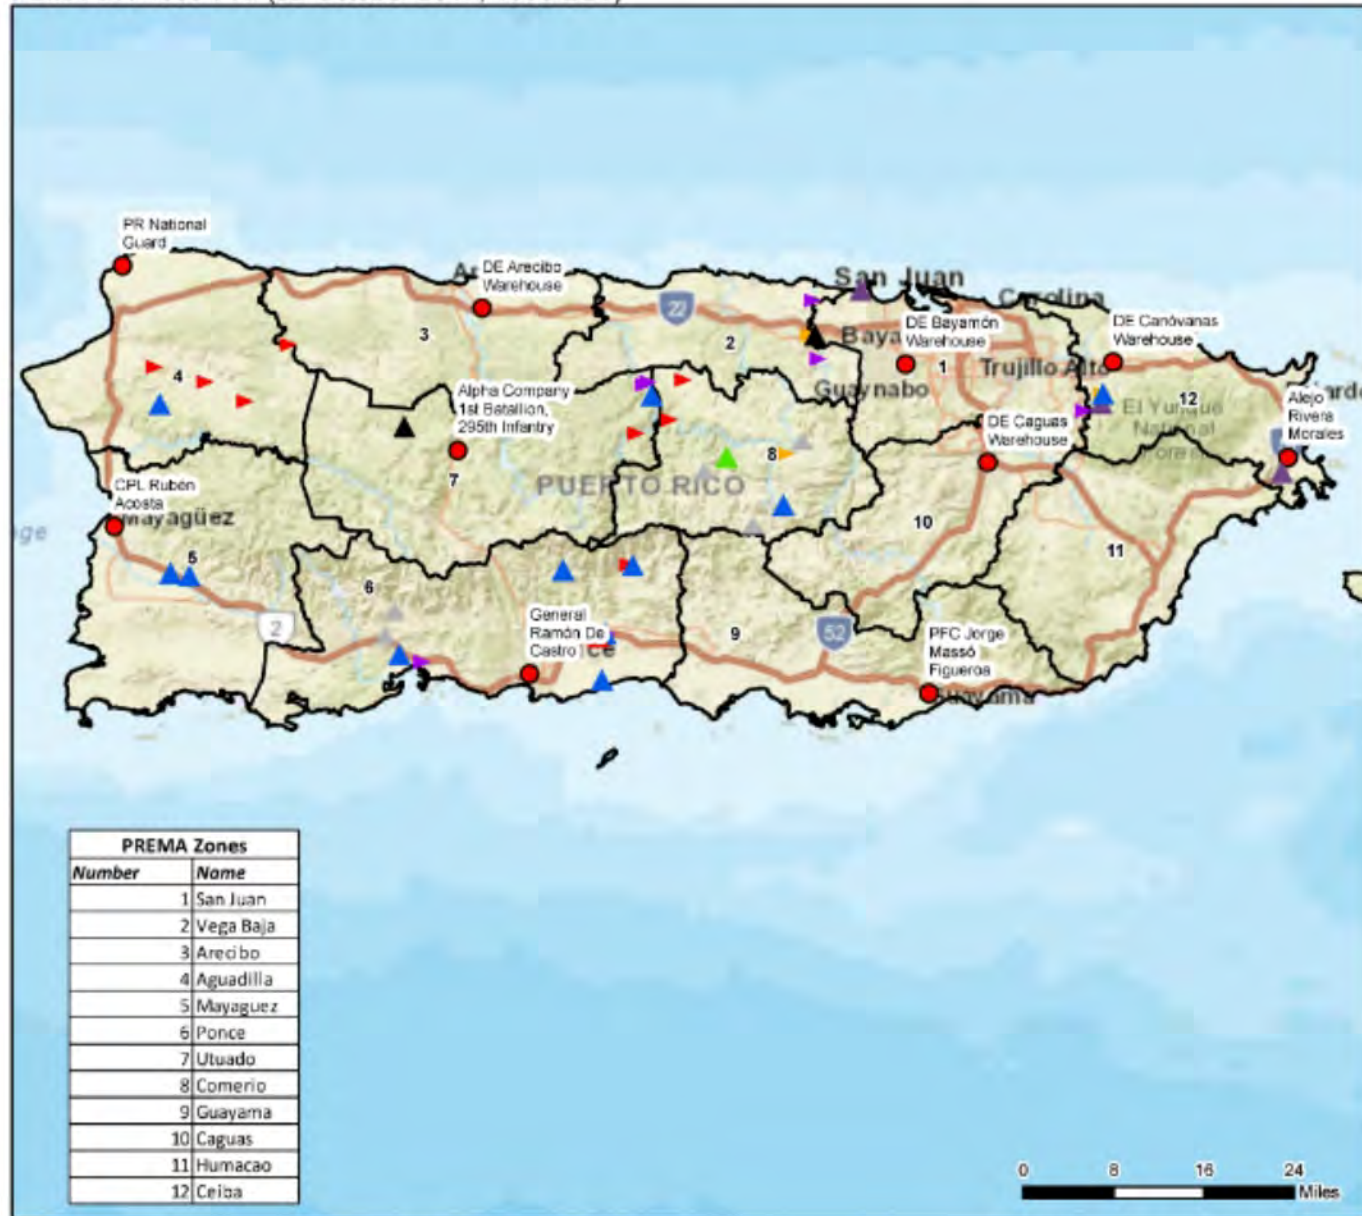 PR National
Guard
DE Arecibo
Warehouse
San Juan
Carolina
22
3
2
DE Bayamón
Warehouse
1
DE Canóvanas
Warehouse
Trujillo Alto
Guaynabo
4
Alpha Company
1st Batallion,
295th Infantry
12
Alejo
Rivera
Morales
El Yunque
National
DE Caguas
Warehouse
8
7
PUERTO RICO
CPL Rubén
Acosta
Mayagüez
10
11
5
6
General
Ramón De
Castro
2
9
52
PFC Jorge
Massó
Figueroa
PREMA Zones
Number Name
1 San Juan
2 Vega Baja
3 Arecibo
4 Aguadilla
5 Mayaguez
6 Ponce
7 Utuado
8 Comerio
9 Guayama
10 Caguas
11 Humacao
12 Ceiba
0 8 16 24
Miles